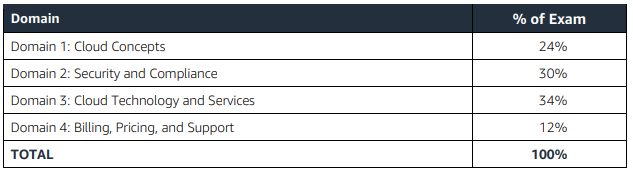 Domain % of Exam
Domain 1: Cloud Concepts 24%
Domain 2: Security and Compliance 30%
Domain 3: Cloud Technology and Services 34%
Domain 4: Billing, Pricing, and Support 12%
TOTAL 100%